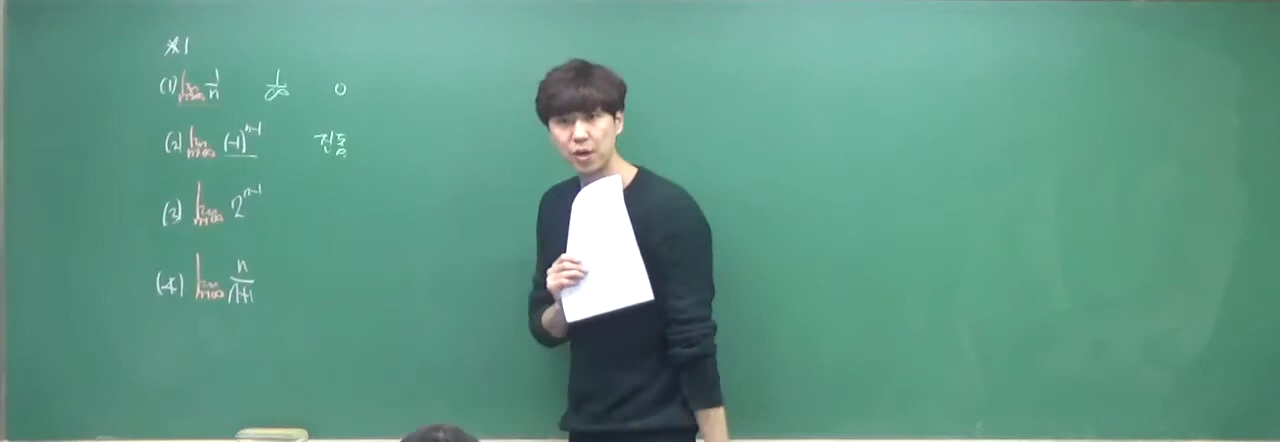 ※1
(1) lim n→∞ 1/n 1/∞ 0
(2) lim n→∞ (-1)^{n-1} 진동
(3) lim n→∞ 2^{n-1}
(4) lim n→∞ n/(n+1)